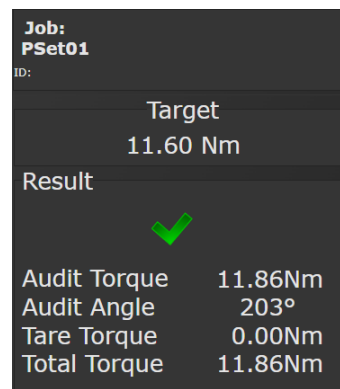 Job:
PSet01
ID:
Target
11.60 Nm
Result
Audit Torque 11.86Nm
Audit Angle 203°
Tare Torque 0.00Nm
Total Torque 11.86Nm